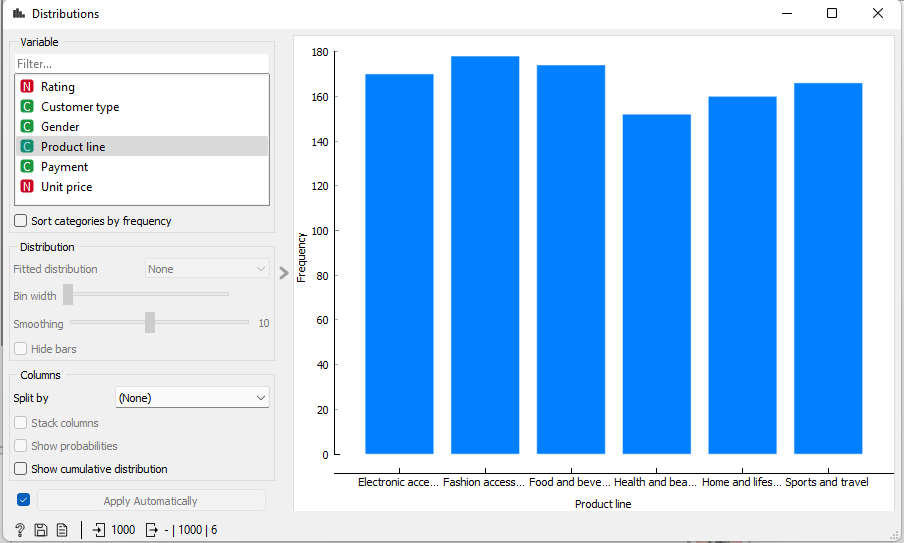 Distributions
Variable
Filter...
N Rating
C Customer type
C Gender
C Product line
C Payment
N Unit price
Sort categories by frequency
Distribution
Fitted distribution None
Bin width
Smoothing 10
Hide bars
Columns
Split by (None)
Stack columns
Show probabilities
Show cumulative distribution
Apply Automatically
? 1000 - | 1000 | 6
180
160
140
120
100
80
60
40
20
0
Frequency
Electronic acce... Fashion access... Food and beve... Health and bea... Home and lifes... Sports and travel
Product line